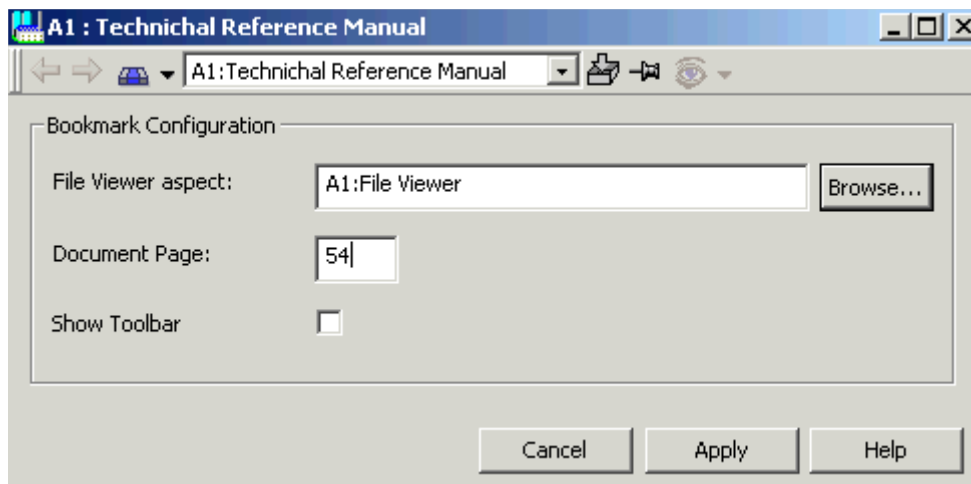 A1 : Technichal Reference Manual
A1:Technichal Reference Manual
Bookmark Configuration
File Viewer aspect:
A1:File Viewer
Browse...
Document Page:
54
Show Toolbar
Cancel
Apply
Help